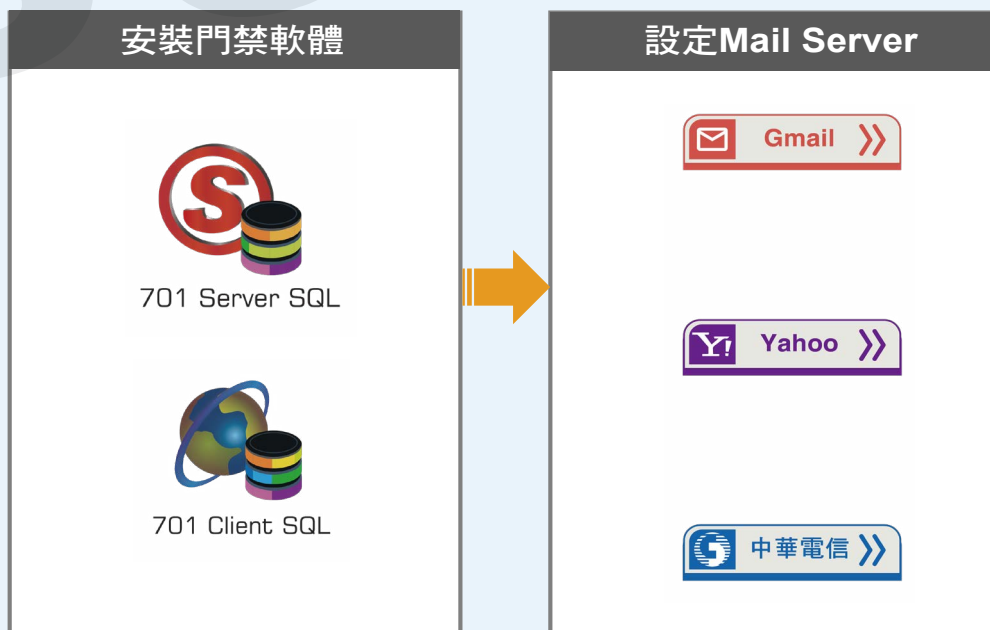 安裝門禁軟體
701 Server SQL
701 Client SQL
設定Mail Server
Gmail
Yahoo
中華電信